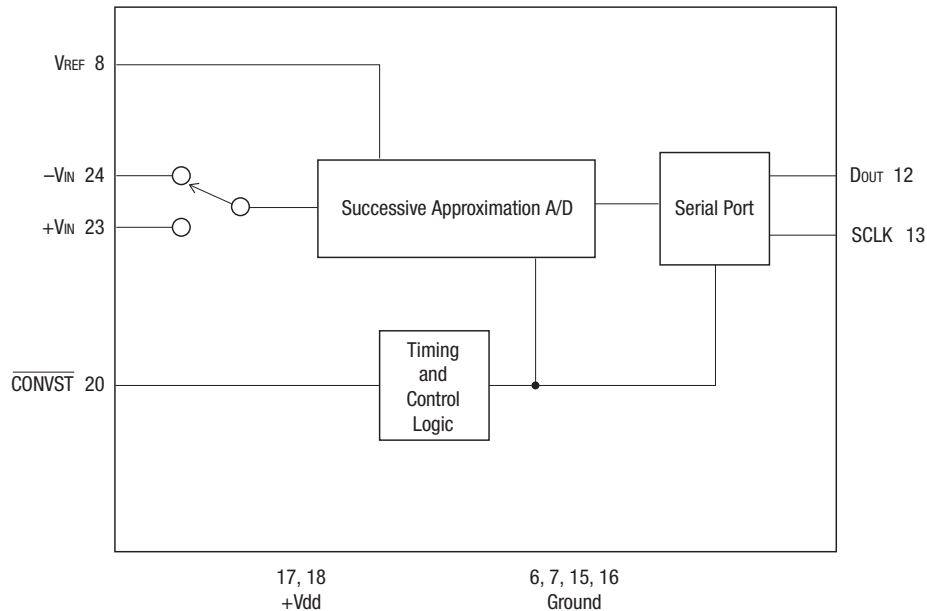 VREF 8
−VIN 24
+VIN 23
Successive Approximation A/D
Serial Port
DOUT 12
SCLK 13
CONVST 20
Timing
and
Control
Logic
17, 18
+Vdd
6, 7, 15, 16
Ground